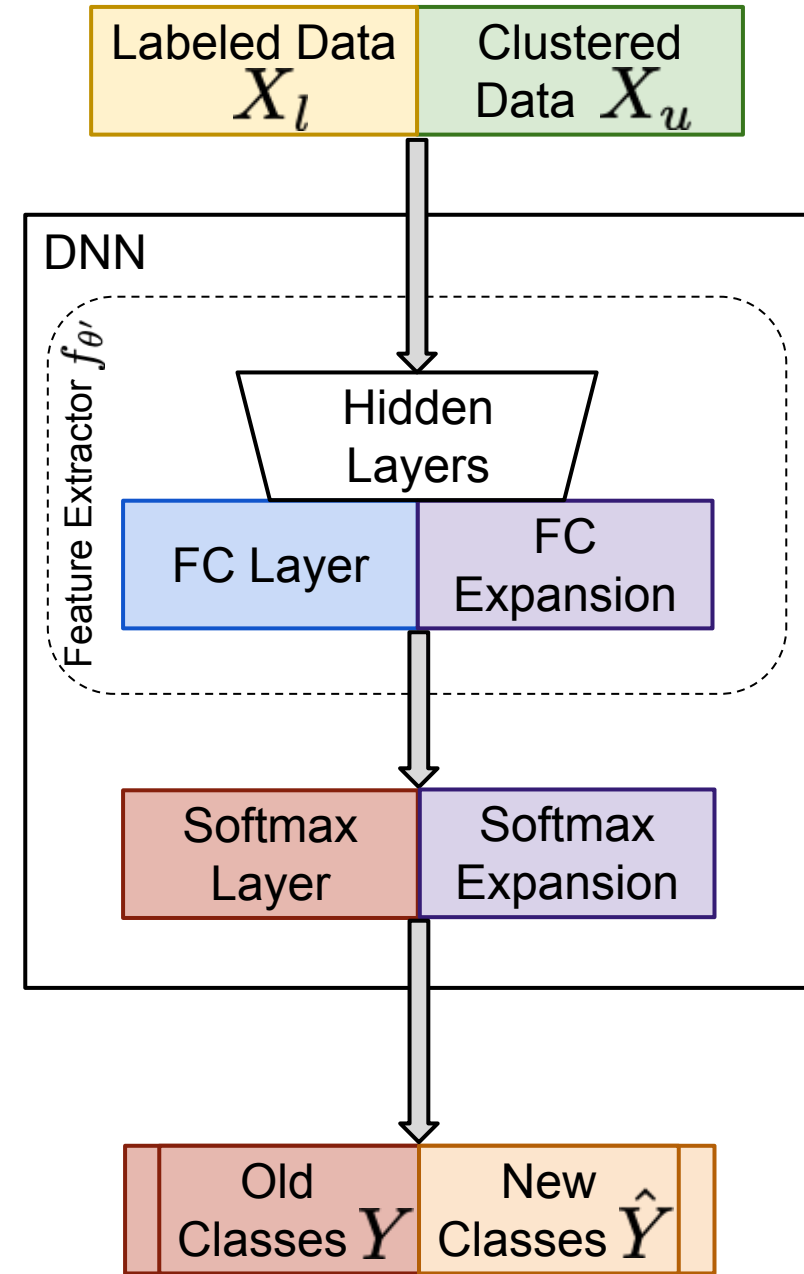 Labeled Data
X_l
Clustered
Data X_u
DNN
Feature Extractor f_θ′
Hidden
Layers
FC Layer
FC
Expansion
Softmax
Layer
Softmax
Expansion
Old
Classes Y
New
Classes Ŷ